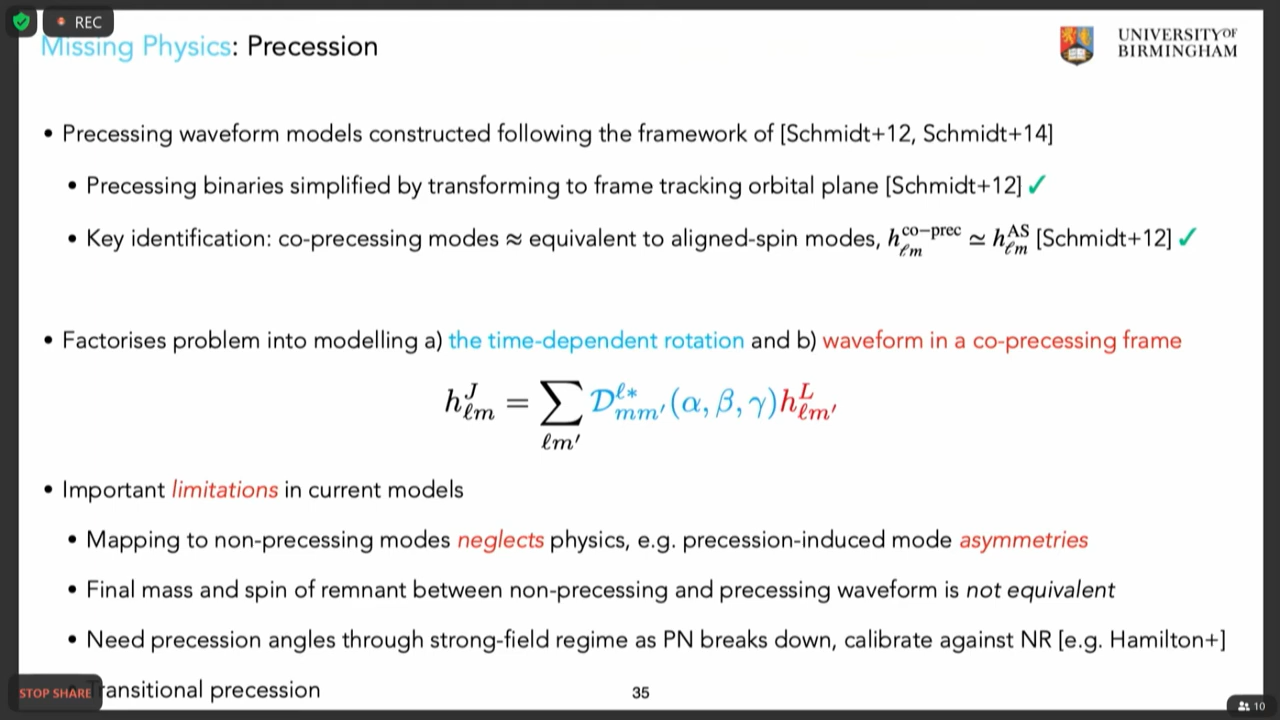 REC
Missing Physics: Precession
UNIVERSITY OF
BIRMINGHAM
• Precessing waveform models constructed following the framework of [Schmidt+12, Schmidt+14]
• Precessing binaries simplified by transforming to frame tracking orbital plane [Schmidt+12] ✓
• Key identification: co-precessing modes ≈ equivalent to aligned-spin modes, h_{ℓm}^{co-prec} ≃ h_{ℓm}^{AS} [Schmidt+12] ✓
• Factorises problem into modelling a) the time-dependent rotation and b) waveform in a co-precessing frame
h_{ℓm}^{J} = ∑_{ℓm'} 𝒟_{mm'}^{ℓ*}(α, β, γ)h_{ℓm'}^{L}
• Important limitations in current models
• Mapping to non-precessing modes neglects physics, e.g. precession-induced mode asymmetries
• Final mass and spin of remnant between non-precessing and precessing waveform is not equivalent
• Need precession angles through strong-field regime as PN breaks down, calibrate against NR [e.g. Hamilton+]
STOP SHARE
Transitional precession
35
10